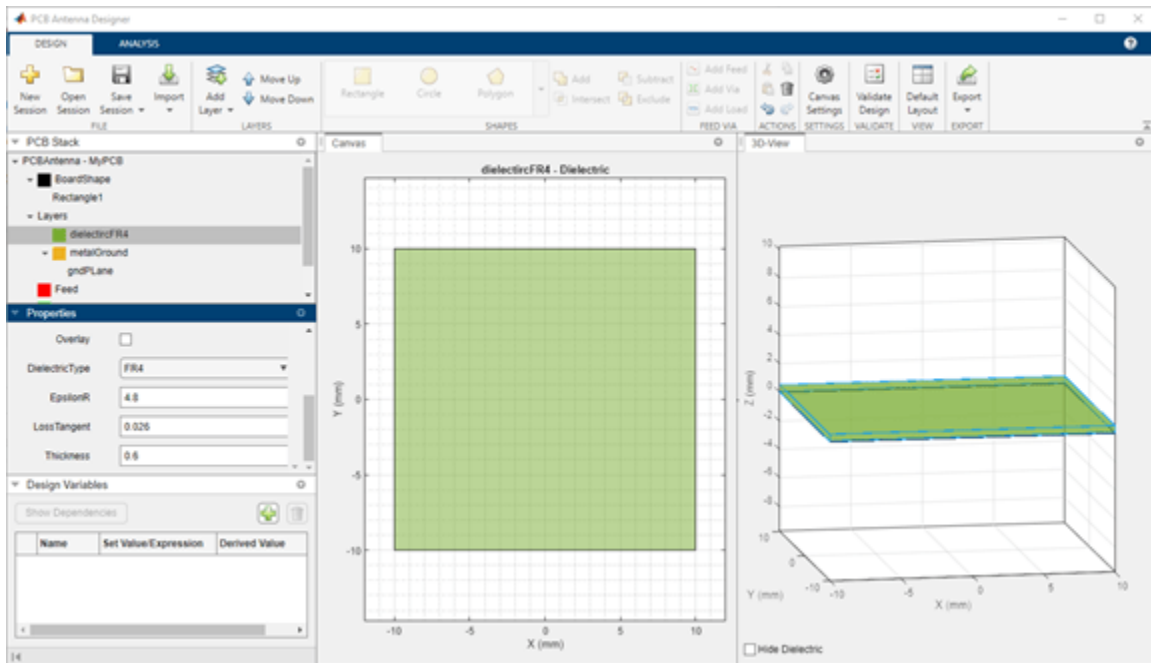 PCB Antenna Designer
DESIGN ANALYSIS
New Session
Open Session
Save Session
Import
Add Layer
Move Up
Move Down
Rectangle
Circle
Polygon
Add
Subtract
Intersect
Exclude
Add Feed
Add Via
Add Load
Canvas Settings
Validate Design
Default Layout
Export
FILE LAYERS SHAPES FEED VIA ACTIONS SETTINGS VALIDATE VIEW EXPORT
PCB Stack
PCBAntenna - MyPCB
BoardShape
Rectangle1
Layers
dielectircFR4
metalGround
gndPLane
Feed
Properties
Overlay
DielectricType FR4
EpsilonR 4.8
LossTangent 0.026
Thickness 0.6
Design Variables
Show Dependencies
Name Set Value/Expression Derived Value
Canvas
dielectircFR4 - Dielectric
10
5
0
-5
-10
Y (mm)
-10 -5 0 5 10
X (mm)
3D-View
10
8
6
4
2
0
-2
-4
-6
-8
-10
Z (mm)
10
0
-10
Y (mm)
-10 -5 0 5 10
X (mm)
Hide Dielectric